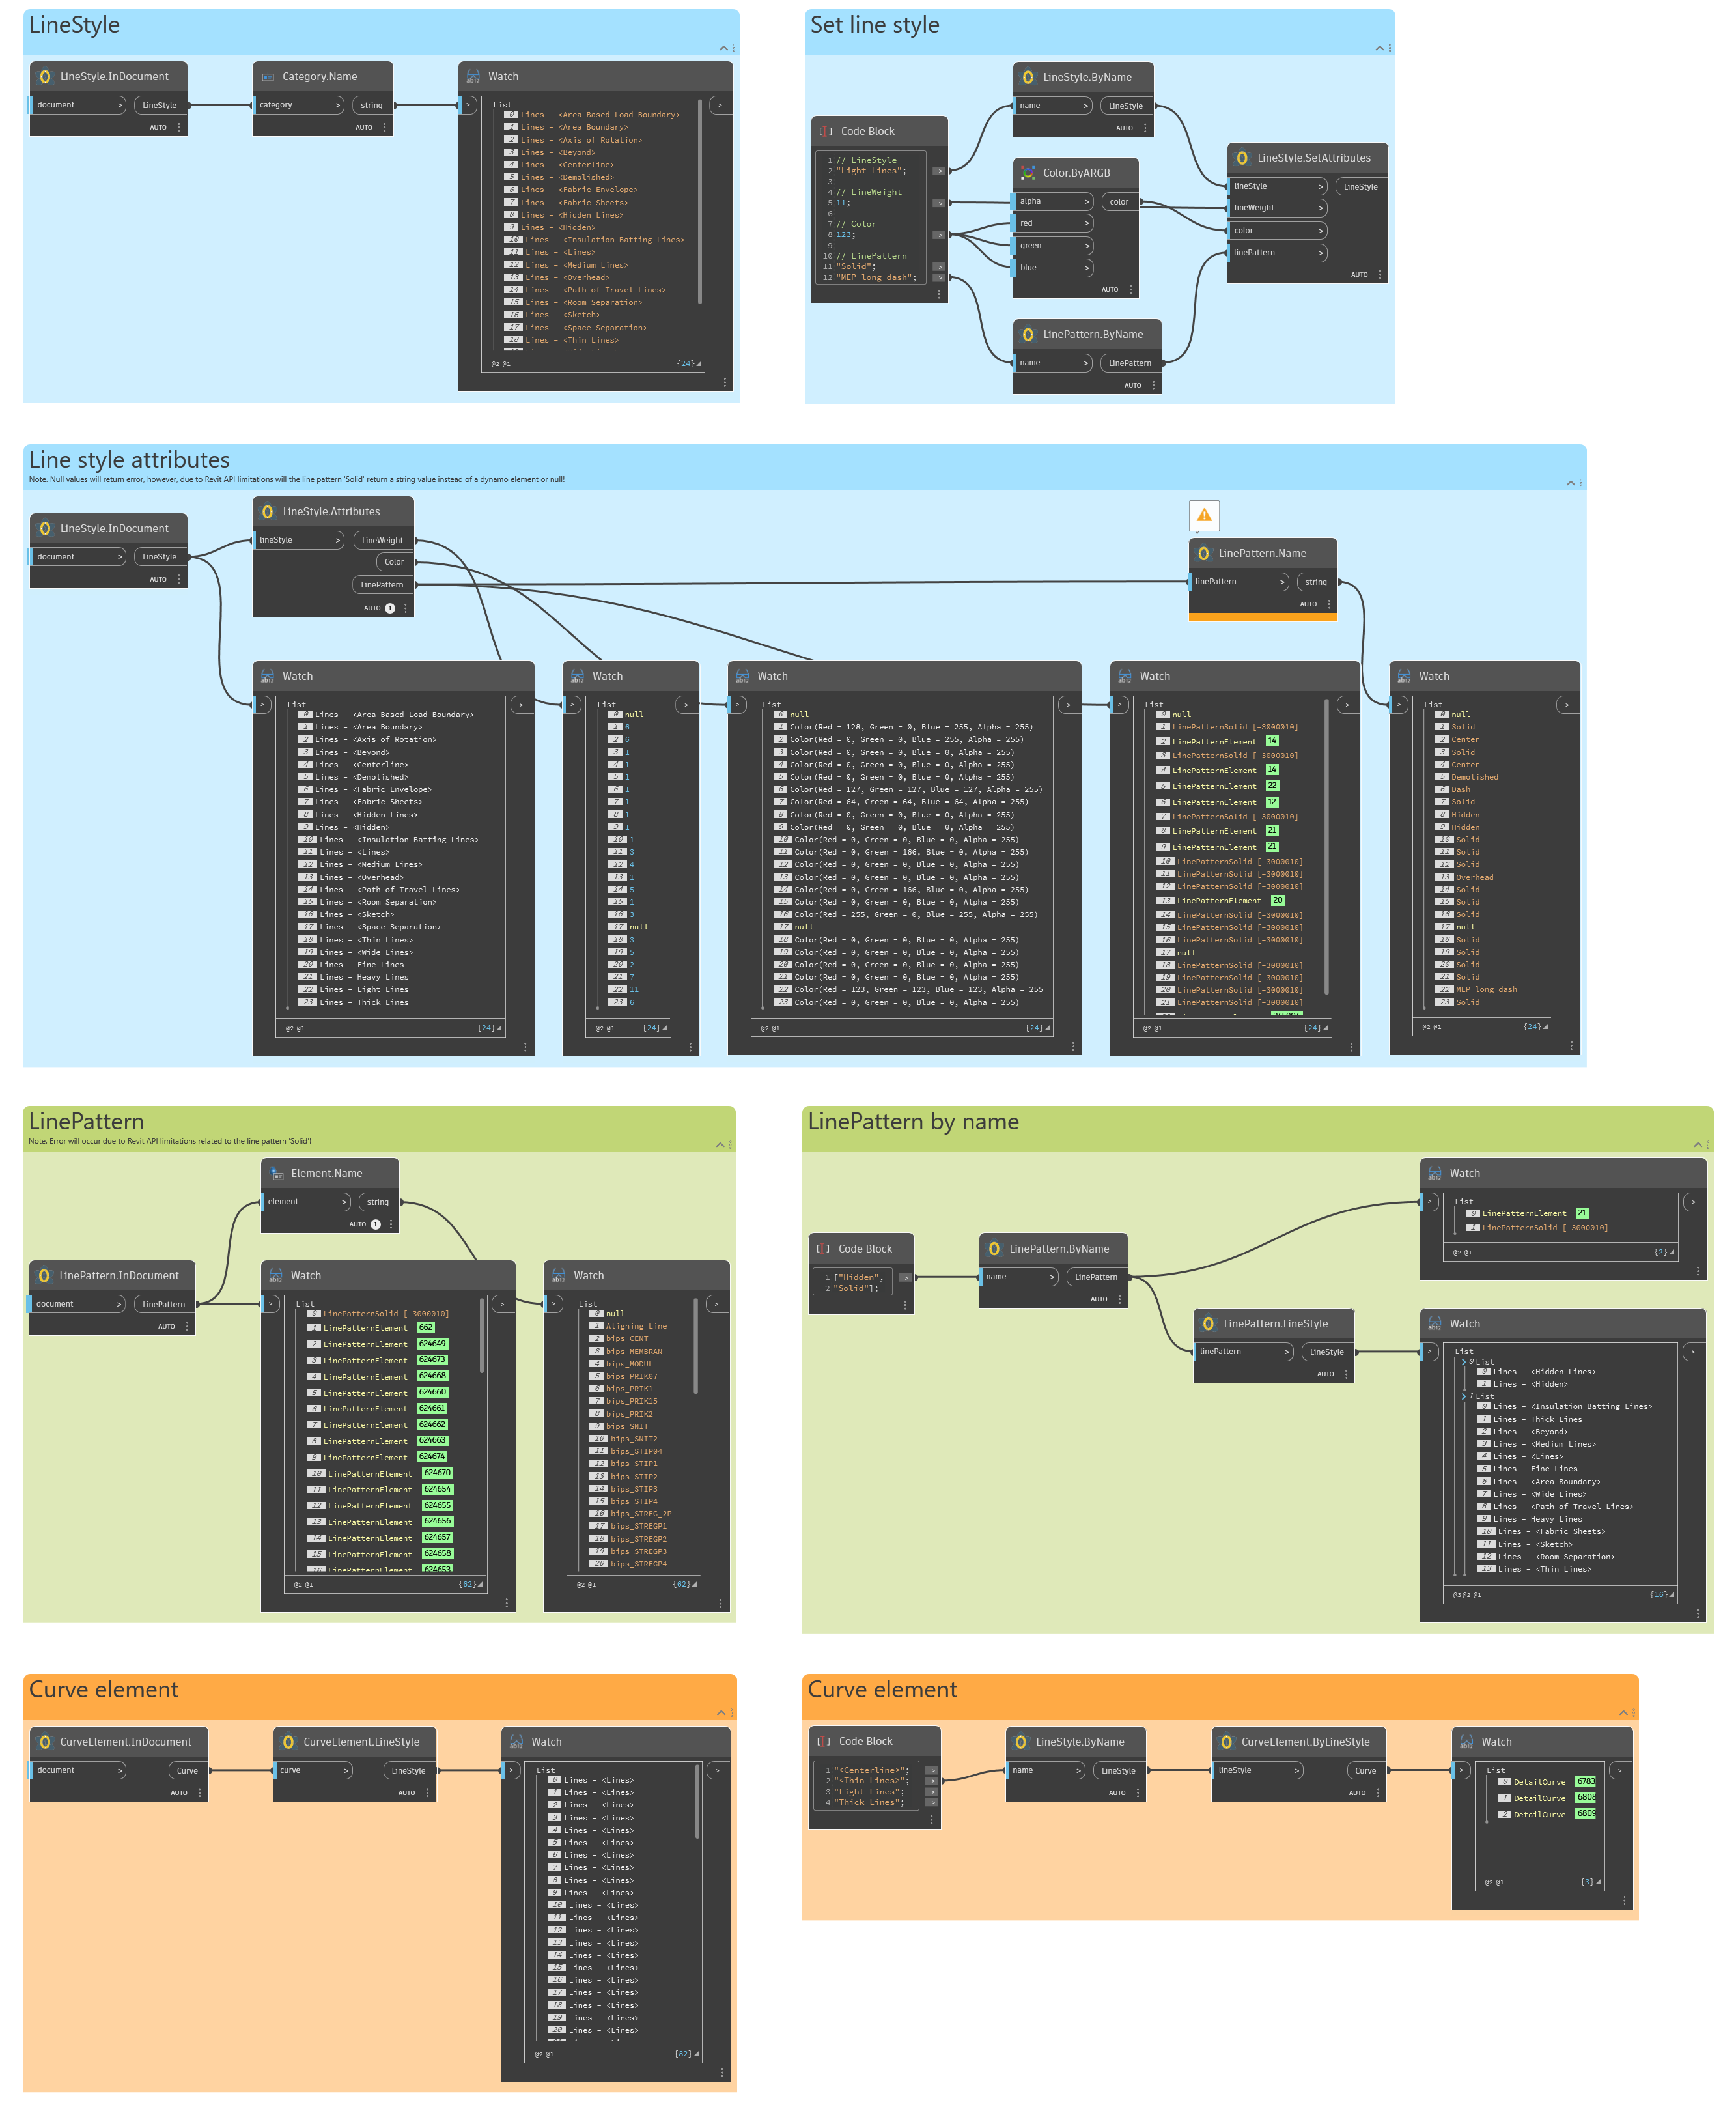 LineStyle
LineStyle.InDocument
document > LineStyle
AUTO
Category.Name
category > string
AUTO
Watch
> >
List
0 Lines - <Area Based Load Boundary>
1 Lines - <Area Boundary>
2 Lines - <Axis of Rotation>
3 Lines - <Beyond>
4 Lines - <Centerline>
5 Lines - <Demolished>
6 Lines - <Fabric Envelope>
7 Lines - <Fabric Sheets>
8 Lines - <Hidden Lines>
9 Lines - <Hidden>
10 Lines - <Insulation Batting Lines>
11 Lines - <Lines>
12 Lines - <Medium Lines>
13 Lines - <Overhead>
14 Lines - <Path of Travel Lines>
15 Lines - <Room Separation>
16 Lines - <Sketch>
17 Lines - <Space Separation>
18 Lines - <Thin Lines>
@2 @1 {24}
Set line style
Code Block
1 // LineStyle
2 "Light Lines";
3
4 // LineWeight
5 11;
6
7 // Color
8 123;
9
10 // LinePattern
11 "Solid";
12 "MEP long dash";
LineStyle.ByName
name > LineStyle
AUTO
Color.ByARGB
alpha > color
red >
green >
blue >
AUTO
LinePattern.ByName
name > LinePattern
AUTO
LineStyle.SetAttributes
lineStyle > LineStyle
lineWeight >
color >
linePattern >
AUTO
Line style attributes
Note. Null values will return error, however, due to Revit API limitations will the line pattern 'Solid' return a string value instead of a dynamo element or null!
LineStyle.InDocument
document > LineStyle
AUTO
LineStyle.Attributes
lineStyle > LineWeight
Color
LinePattern
AUTO 1
LinePattern.Name
linePattern > string
AUTO
Watch
> >
List
0 Lines - <Area Based Load Boundary>
1 Lines - <Area Boundary>
2 Lines - <Axis of Rotation>
3 Lines - <Beyond>
4 Lines - <Centerline>
5 Lines - <Demolished>
6 Lines - <Fabric Envelope>
7 Lines - <Fabric Sheets>
8 Lines - <Hidden Lines>
9 Lines - <Hidden>
10 Lines - <Insulation Batting Lines>
11 Lines - <Lines>
12 Lines - <Medium Lines>
13 Lines - <Overhead>
14 Lines - <Path of Travel Lines>
15 Lines - <Room Separation>
16 Lines - <Sketch>
17 Lines - <Space Separation>
18 Lines - <Thin Lines>
19 Lines - <Wide Lines>
20 Lines - Fine Lines
21 Lines - Heavy Lines
22 Lines - Light Lines
23 Lines - Thick Lines
@2 @1 {24}
Watch
> >
List
0 null
1 6
2 6
3 1
4 1
5 1
6 1
7 1
8 1
9 1
10 1
11 3
12 4
13 1
14 5
15 1
16 3
17 null
18 3
19 5
20 2
21 7
22 11
23 6
@2 @1 {24}
Watch
> >
List
0 null
1 Color(Red = 128, Green = 0, Blue = 255, Alpha = 255)
2 Color(Red = 0, Green = 0, Blue = 255, Alpha = 255)
3 Color(Red = 0, Green = 0, Blue = 0, Alpha = 255)
4 Color(Red = 0, Green = 0, Blue = 0, Alpha = 255)
5 Color(Red = 0, Green = 0, Blue = 0, Alpha = 255)
6 Color(Red = 127, Green = 127, Blue = 127, Alpha = 255)
7 Color(Red = 64, Green = 64, Blue = 64, Alpha = 255)
8 Color(Red = 0, Green = 0, Blue = 0, Alpha = 255)
9 Color(Red = 0, Green = 0, Blue = 0, Alpha = 255)
10 Color(Red = 0, Green = 0, Blue = 0, Alpha = 255)
11 Color(Red = 0, Green = 166, Blue = 0, Alpha = 255)
12 Color(Red = 0, Green = 0, Blue = 0, Alpha = 255)
13 Color(Red = 0, Green = 0, Blue = 0, Alpha = 255)
14 Color(Red = 0, Green = 166, Blue = 0, Alpha = 255)
15 Color(Red = 0, Green = 0, Blue = 0, Alpha = 255)
16 Color(Red = 255, Green = 0, Blue = 255, Alpha = 255)
17 null
18 Color(Red = 0, Green = 0, Blue = 0, Alpha = 255)
19 Color(Red = 0, Green = 0, Blue = 0, Alpha = 255)
20 Color(Red = 0, Green = 0, Blue = 0, Alpha = 255)
21 Color(Red = 0, Green = 0, Blue = 0, Alpha = 255)
22 Color(Red = 123, Green = 123, Blue = 123, Alpha = 255
23 Color(Red = 0, Green = 0, Blue = 0, Alpha = 255)
@2 @1 {24}
Watch
> >
List
0 null
1 LinePatternSolid [-3000010]
2 LinePatternElement 14
3 LinePatternSolid [-3000010]
4 LinePatternElement 14
5 LinePatternElement 22
6 LinePatternElement 12
7 LinePatternSolid [-3000010]
8 LinePatternElement 21
9 LinePatternElement 21
10 LinePatternSolid [-3000010]
11 LinePatternSolid [-3000010]
12 LinePatternSolid [-3000010]
13 LinePatternElement 20
14 LinePatternSolid [-3000010]
15 LinePatternSolid [-3000010]
16 LinePatternSolid [-3000010]
17 null
18 LinePatternSolid [-3000010]
19 LinePatternSolid [-3000010]
20 LinePatternSolid [-3000010]
21 LinePatternSolid [-3000010]
@2 @1 {24}
Watch
> >
List
0 null
1 Solid
2 Center
3 Solid
4 Center
5 Demolished
6 Dash
7 Solid
8 Hidden
9 Hidden
10 Solid
11 Solid
12 Solid
13 Overhead
14 Solid
15 Solid
16 Solid
17 null
18 Solid
19 Solid
20 Solid
21 Solid
22 MEP long dash
23 Solid
@2 @1 {24}
LinePattern
Note. Error will occur due to Revit API limitations related to the line pattern 'Solid'!
Element.Name
element > string
AUTO 1
LinePattern.InDocument
document > LinePattern
AUTO
Watch
> >
List
0 LinePatternSolid [-3000010]
1 LinePatternElement 662
2 LinePatternElement 624649
3 LinePatternElement 624673
4 LinePatternElement 624668
5 LinePatternElement 624660
6 LinePatternElement 624661
7 LinePatternElement 624662
8 LinePatternElement 624663
9 LinePatternElement 624674
10 LinePatternElement 624670
11 LinePatternElement 624654
12 LinePatternElement 624655
13 LinePatternElement 624656
14 LinePatternElement 624657
15 LinePatternElement 624658
16 LinePatternElement 624653
@2 @1 {62}
Watch
> >
List
0 null
1 Aligning Line
2 bips_CENT
3 bips_MEMBRAN
4 bips_MODUL
5 bips_PRIK07
6 bips_PRIK1
7 bips_PRIK15
8 bips_PRIK2
9 bips_SNIT
10 bips_SNIT2
11 bips_STIP04
12 bips_STIP1
13 bips_STIP2
14 bips_STIP3
15 bips_STIP4
16 bips_STREG_2P
17 bips_STREGP1
18 bips_STREGP2
19 bips_STREGP3
20 bips_STREGP4
@2 @1 {62}
LinePattern by name
Code Block
1 ["Hidden",
2 "Solid"];
LinePattern.ByName
name > LinePattern
AUTO
Watch
> >
List
0 LinePatternElement 21
1 LinePatternSolid [-3000010]
@2 @1 {2}
LinePattern.LineStyle
linePattern > LineStyle
AUTO
Watch
> >
List
0 List
0 Lines - <Hidden Lines>
1 Lines - <Hidden>
1 List
0 Lines - <Insulation Batting Lines>
1 Lines - Thick Lines
2 Lines - <Beyond>
3 Lines - <Medium Lines>
4 Lines - <Lines>
5 Lines - Fine Lines
6 Lines - <Area Boundary>
7 Lines - <Wide Lines>
8 Lines - <Path of Travel Lines>
9 Lines - Heavy Lines
10 Lines - <Fabric Sheets>
11 Lines - <Sketch>
12 Lines - <Room Separation>
13 Lines - <Thin Lines>
@3 @2 @1 {16}
Curve element
CurveElement.InDocument
document > Curve
AUTO
CurveElement.LineStyle
curve > LineStyle
AUTO
Watch
> >
List
0 Lines - <Lines>
1 Lines - <Lines>
2 Lines - <Lines>
3 Lines - <Lines>
4 Lines - <Lines>
5 Lines - <Lines>
6 Lines - <Lines>
7 Lines - <Lines>
8 Lines - <Lines>
9 Lines - <Lines>
10 Lines - <Lines>
11 Lines - <Lines>
12 Lines - <Lines>
13 Lines - <Lines>
14 Lines - <Lines>
15 Lines - <Lines>
16 Lines - <Lines>
17 Lines - <Lines>
18 Lines - <Lines>
19 Lines - <Lines>
20 Lines - <Lines>
@2 @1 {82}
Curve element
Code Block
1 "<Centerline>";
2 "<Thin Lines>";
3 "Light Lines";
4 "Thick Lines";
LineStyle.ByName
name > LineStyle
AUTO
CurveElement.ByLineStyle
lineStyle > Curve
AUTO
Watch
> >
List
0 DetailCurve 6783
1 DetailCurve 6808
2 DetailCurve 6809
@2 @1 {3}